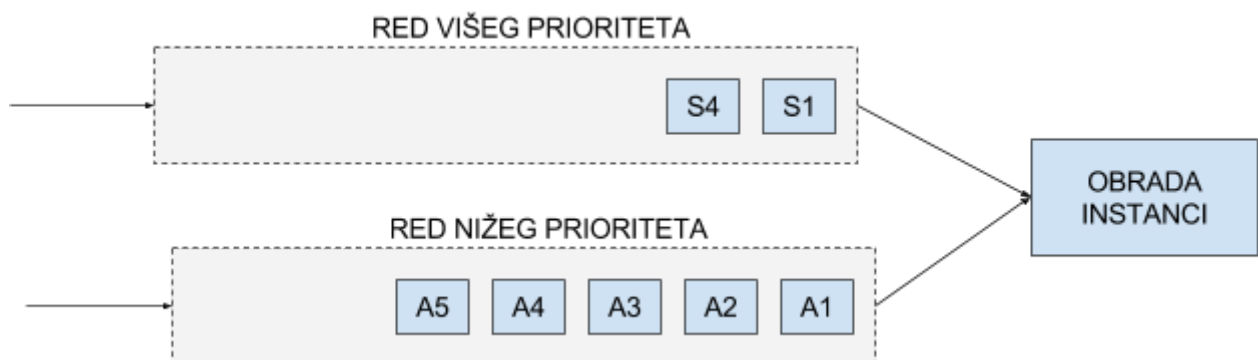 RED VIŠEG PRIORITETA
S4 S1
OBRADA
INSTANCI
RED NIŽEG PRIORITETA
A5 A4 A3 A2 A1